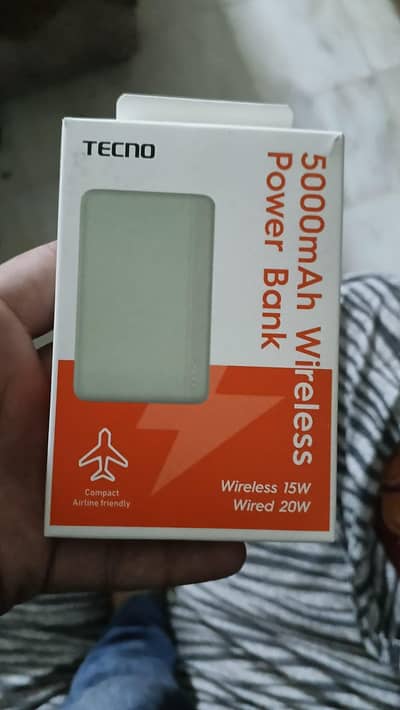 TECNO
5000mAh Wireless
Power Bank
Compact
Airline friendly
Wireless 15W
Wired 20W